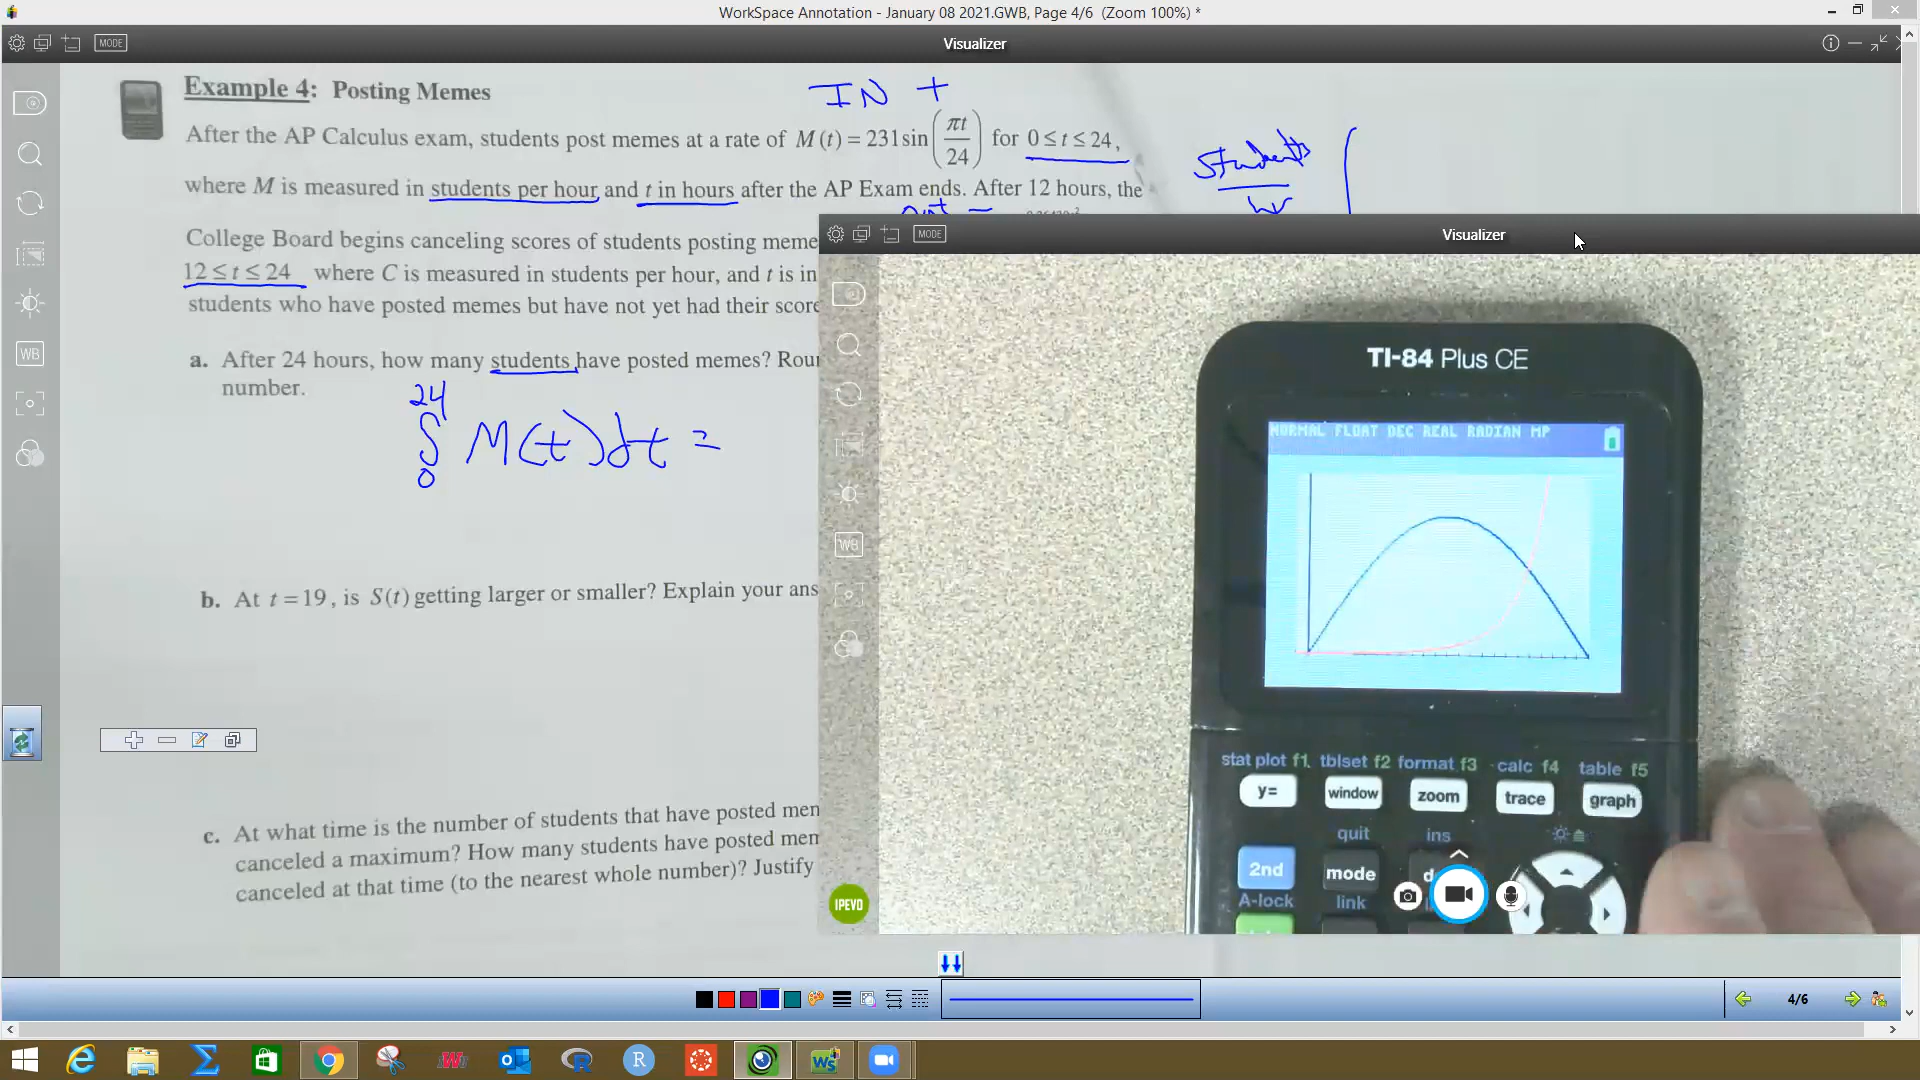 WorkSpace Annotation - January 08 2021.GWB, Page 4/6 (Zoom 100%) *
MODE
Visualizer
Example 4: Posting Memes
IN +
After the AP Calculus exam, students post memes at a rate of M(t) = 231 sin(πt/24) for 0 ≤ t ≤ 24,
where M is measured in students per hour and t in hours after the AP Exam ends. After 12 hours, the
students
hr
College Board begins canceling scores of students posting meme
12 ≤ t ≤ 24 where C is measured in students per hour, and t is in
students who have posted memes but have not yet had their score
a. After 24 hours, how many students have posted memes? Rou
number.
∫₀²⁴ M(t)dt =
b. At t = 19, is S(t) getting larger or smaller? Explain your ans
c. At what time is the number of students that have posted mem
canceled a maximum? How many students have posted mem
canceled at that time (to the nearest whole number)? Justify
MODE
Visualizer
WB
WB
IPEVO
TI-84 Plus CE
NORMAL FLOAT DEC REAL RADIAN MP
stat plot f1 tblset f2 format f3 calc f4 table f5
y= window zoom trace graph
quit ins
2nd mode
A-lock link
4/6